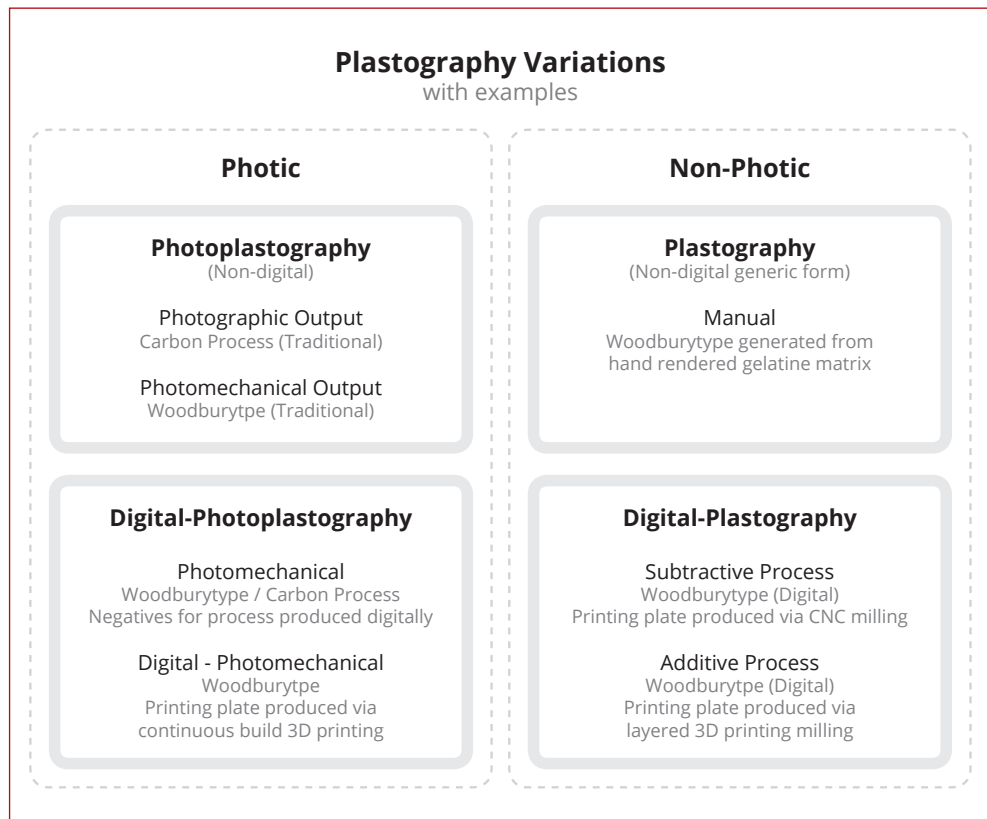 Plastography Variations
with examples
Photic
Photoplastography
(Non-digital)
Photographic Output
Carbon Process (Traditional)
Photomechanical Output
Woodburytpe (Traditional)
Digital-Photoplastography
Photomechanical
Woodburytype / Carbon Process
Negatives for process produced digitally
Digital - Photomechanical
Woodburytpe
Printing plate produced via
continuous build 3D printing
Non-Photic
Plastography
(Non-digital generic form)
Manual
Woodburytype generated from
hand rendered gelatine matrix
Digital-Plastography
Subtractive Process
Woodburytype (Digital)
Printing plate produced via CNC milling
Additive Process
Woodburytpe (Digital)
Printing plate produced via
layered 3D printing milling